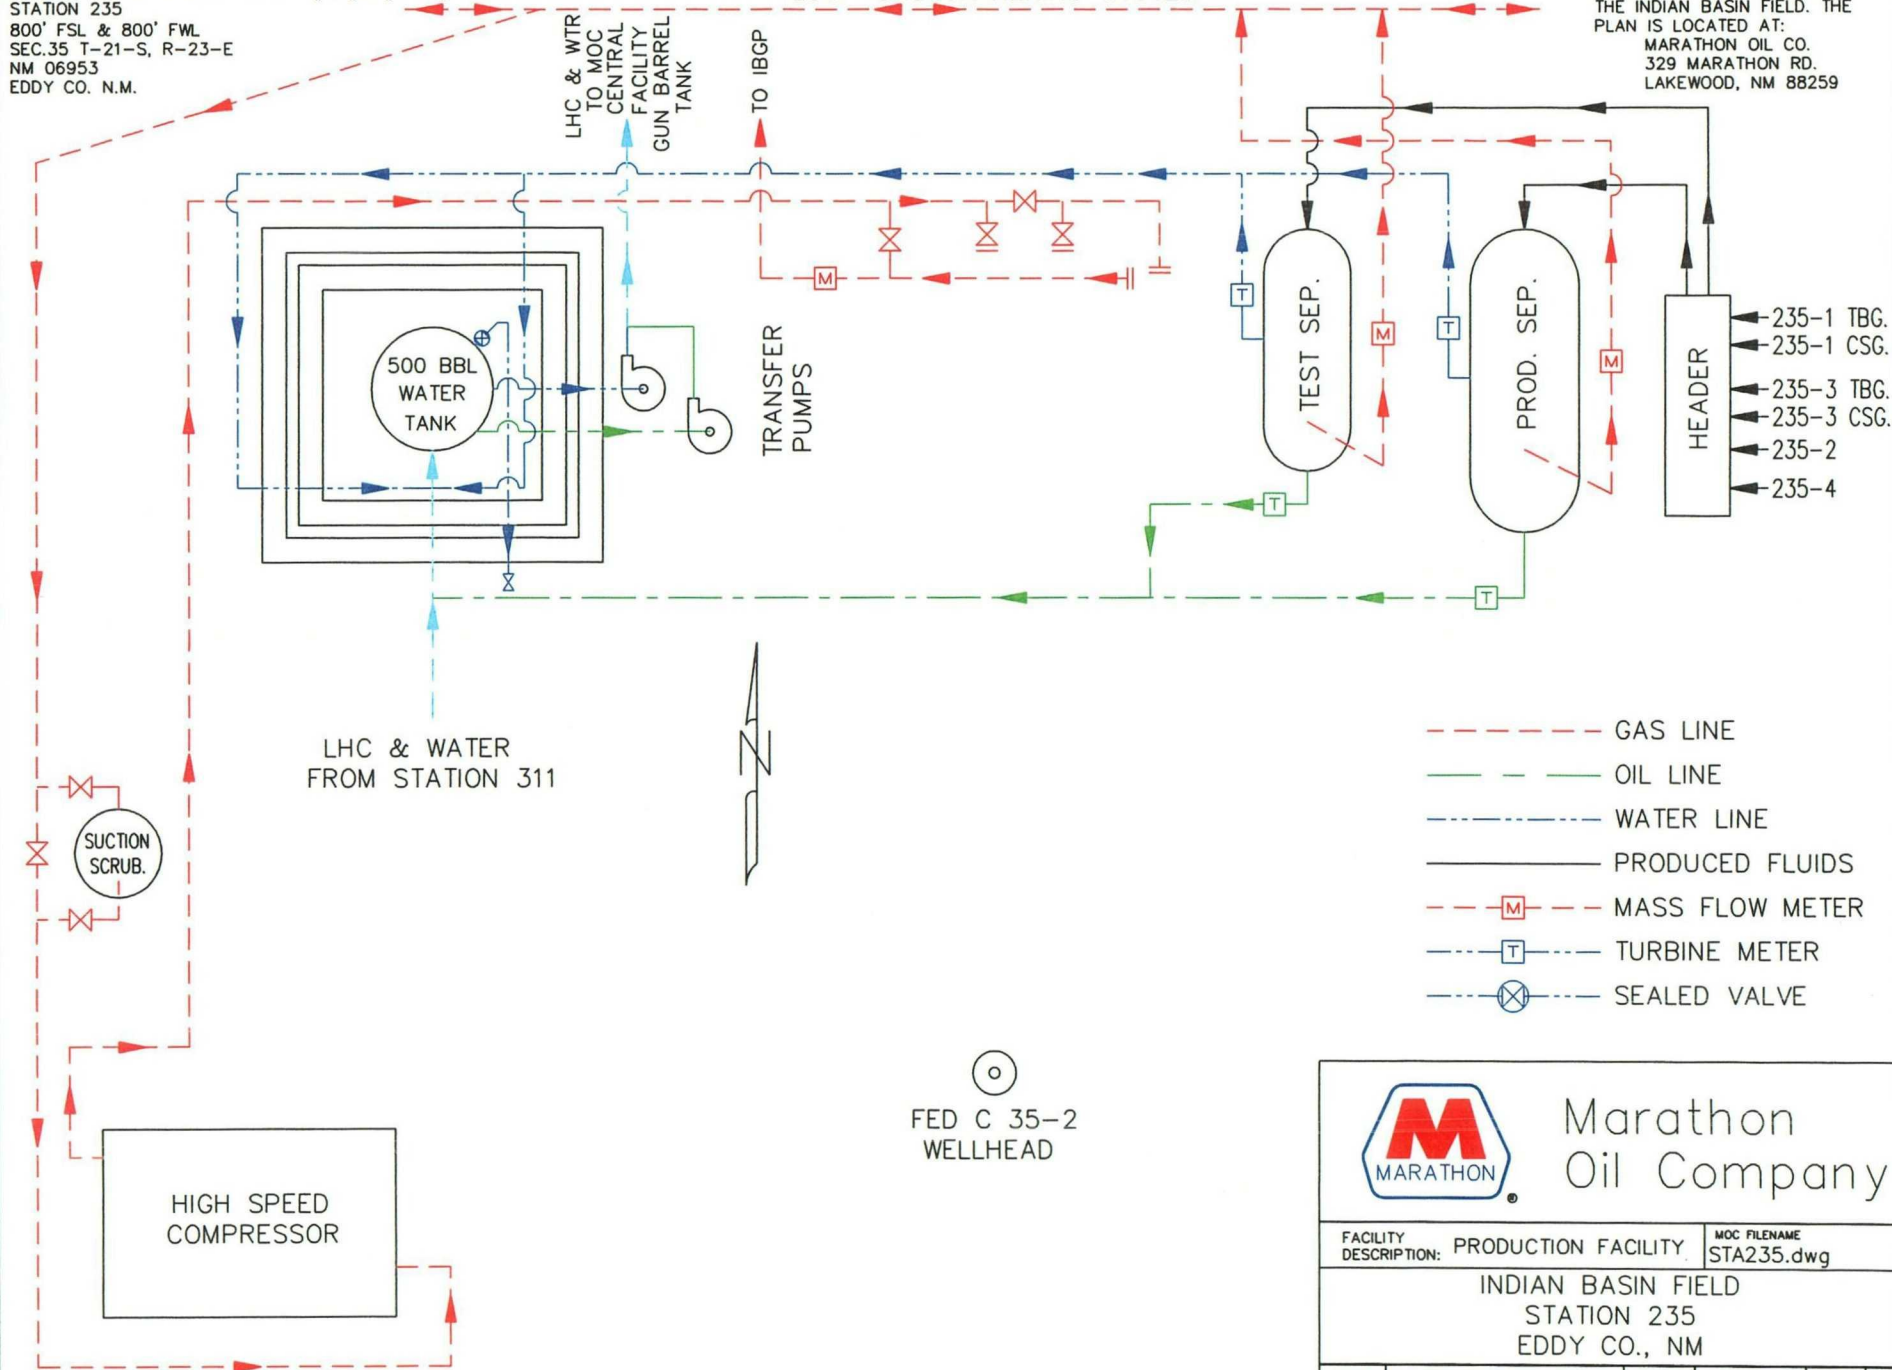 STATION 235
800' FSL & 800' FWL
SEC.35 T-21-S, R-23-E
NM 06953
EDDY CO. N.M.
THE INDIAN BASIN FIELD. THE
PLAN IS LOCATED AT:
MARATHON OIL CO.
329 MARATHON RD.
LAKEWOOD, NM 88259
LHC & WTR
TO MOC
CENTRAL
FACILITY
GUN BARREL
TANK
TO IBGP
500 BBL
WATER
TANK
TRANSFER
PUMPS
M
T
TEST SEP.
M
T
PROD. SEP.
M
HEADER
235-1 TBG.
235-1 CSG.
235-3 TBG.
235-3 CSG.
235-2
235-4
T
T
LHC & WATER
FROM STATION 311
N
SUCTION
SCRUB.
GAS LINE
OIL LINE
WATER LINE
PRODUCED FLUIDS
M MASS FLOW METER
T TURBINE METER
SEALED VALVE
FED C 35-2
WELLHEAD
HIGH SPEED
COMPRESSOR
MARATHON
®
Marathon
Oil Company
FACILITY
DESCRIPTION: PRODUCTION FACILITY
MOC FILENAME
STA235.dwg
INDIAN BASIN FIELD
STATION 235
EDDY CO., NM